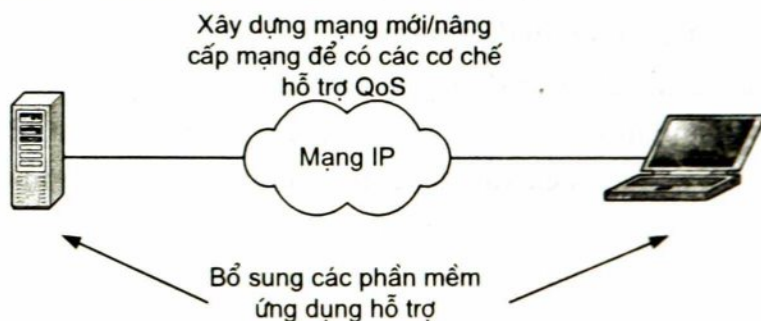 Xây dựng mạng mới/nâng
cấp mạng để có các cơ chế
hỗ trợ QoS
Mạng IP
Bổ sung các phần mềm
ứng dụng hỗ trợ